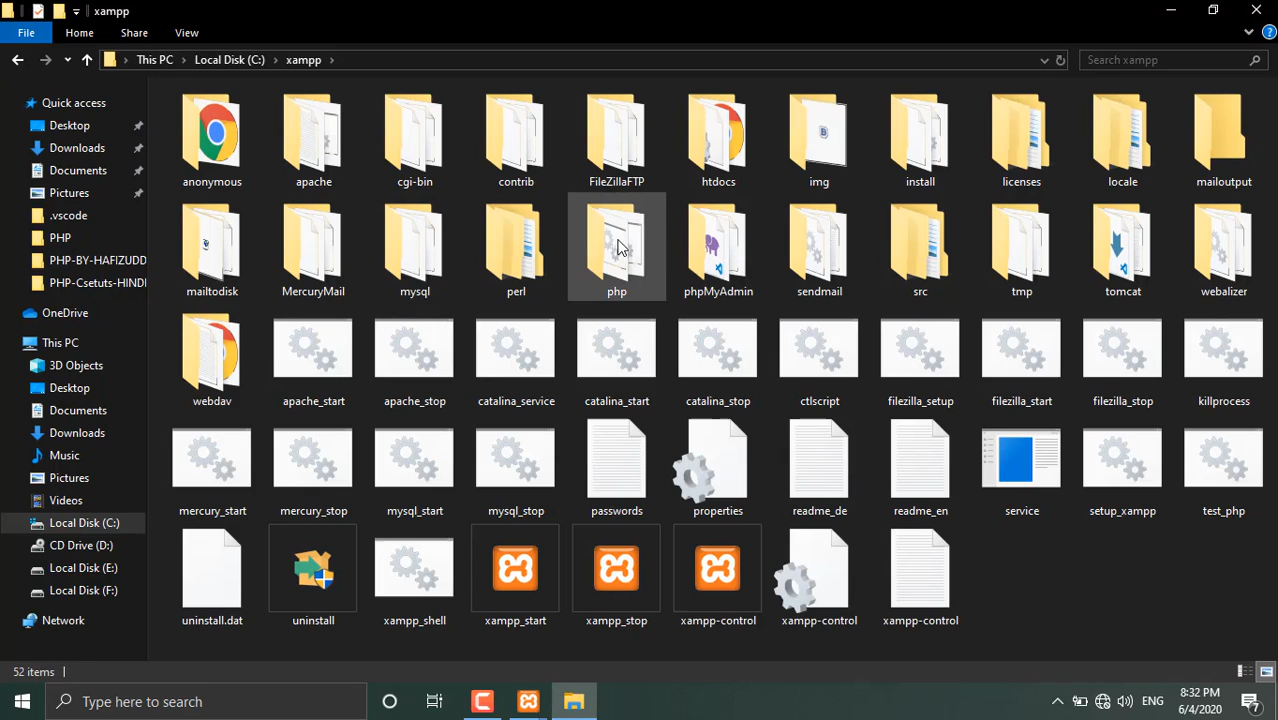 xampp
File Home Share View
This PC Local Disk (C:) xampp Search xampp
Quick access
Desktop
Downloads
Documents
Pictures
.vscode
PHP
PHP-BY-HAFIZUDD
PHP-Csetuts-HIND
OneDrive
This PC
3D Objects
Desktop
Documents
Downloads
Music
Pictures
Videos
Local Disk (C:)
CD Drive (D:)
Local Disk (E:)
Local Disk (F:)
Network
anonymous apache cgi-bin contrib FileZillaFTP htdocs img install licenses locale mailoutput
mailtodisk MercuryMail mysql perl php phpMyAdmin sendmail src tmp tomcat webalizer
webdav apache_start apache_stop catalina_service catalina_start catalina_stop ctlscript filezilla_setup filezilla_start filezilla_stop killprocess
mercury_start mercury_stop mysql_start mysql_stop passwords properties readme_de readme_en service setup_xampp test_php
uninstall.dat uninstall xampp_shell xampp_start xampp_stop xampp-control xampp-control xampp-control
52 items
Type here to search
ENG
8:32 PM
6/4/2020
7